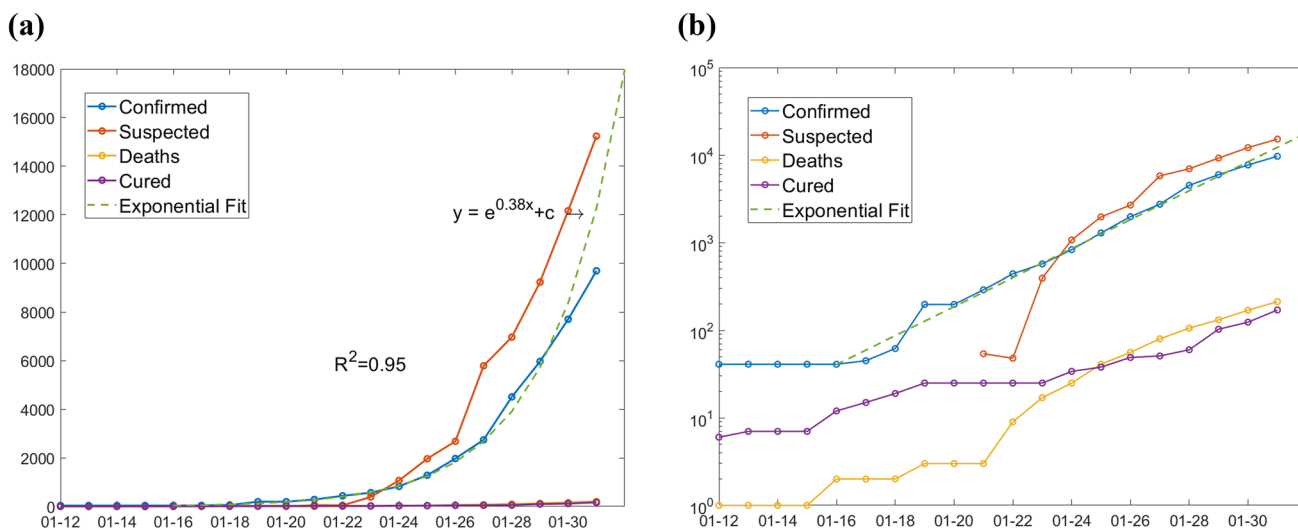 (a)
18000
16000
14000
12000
10000
8000
6000
4000
2000
0
Confirmed
Suspected
Deaths
Cured
Exponential Fit
y = e^0.38x+c →
R^2=0.95
01-12 01-14 01-16 01-18 01-20 01-22 01-24 01-26 01-28 01-30
(b)
10^5
10^4
10^3
10^2
10^1
10^0
Confirmed
Suspected
Deaths
Cured
Exponential Fit
01-12 01-14 01-16 01-18 01-20 01-22 01-24 01-26 01-28 01-30